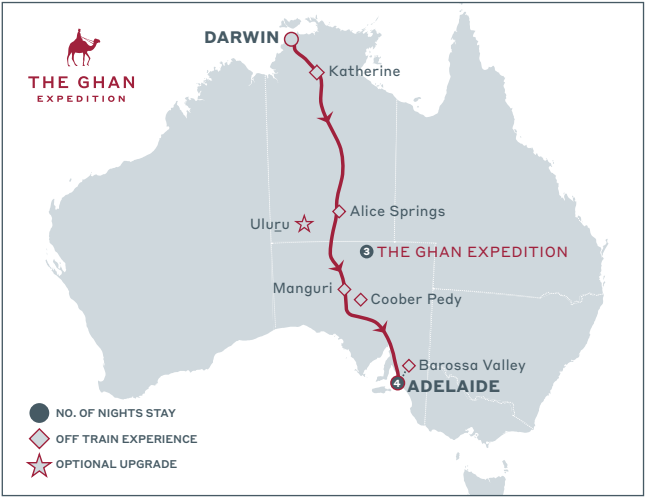 DARWIN
Katherine
THE GHAN
EXPEDITION
Alice Springs
Uluṟu
3 THE GHAN EXPEDITION
Manguri
Coober Pedy
Barossa Valley
4 ADELAIDE
NO. OF NIGHTS STAY
OFF TRAIN EXPERIENCE
OPTIONAL UPGRADE